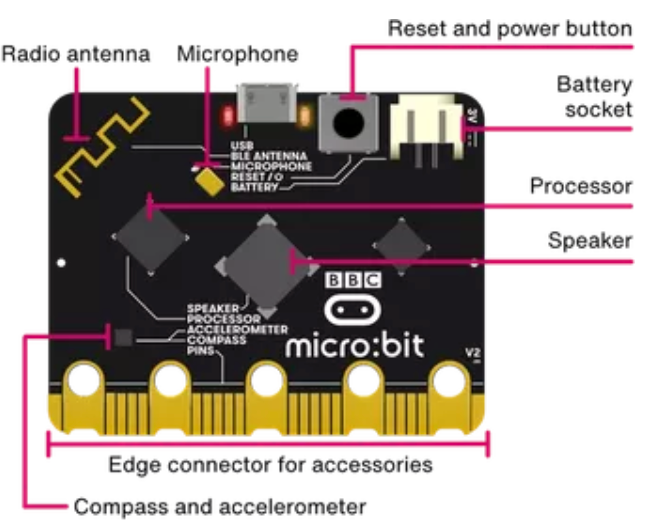 Reset and power button
Radio antenna
Microphone
Battery
socket
3V
USB
BLE ANTENNA
MICROPHONE
RESET /
BATTERY
Processor
Speaker
BBC
SPEAKER
PROCESSOR
ACCELEROMETER
COMPASS
PINS
micro:bit
V2
Edge connector for accessories
Compass and accelerometer